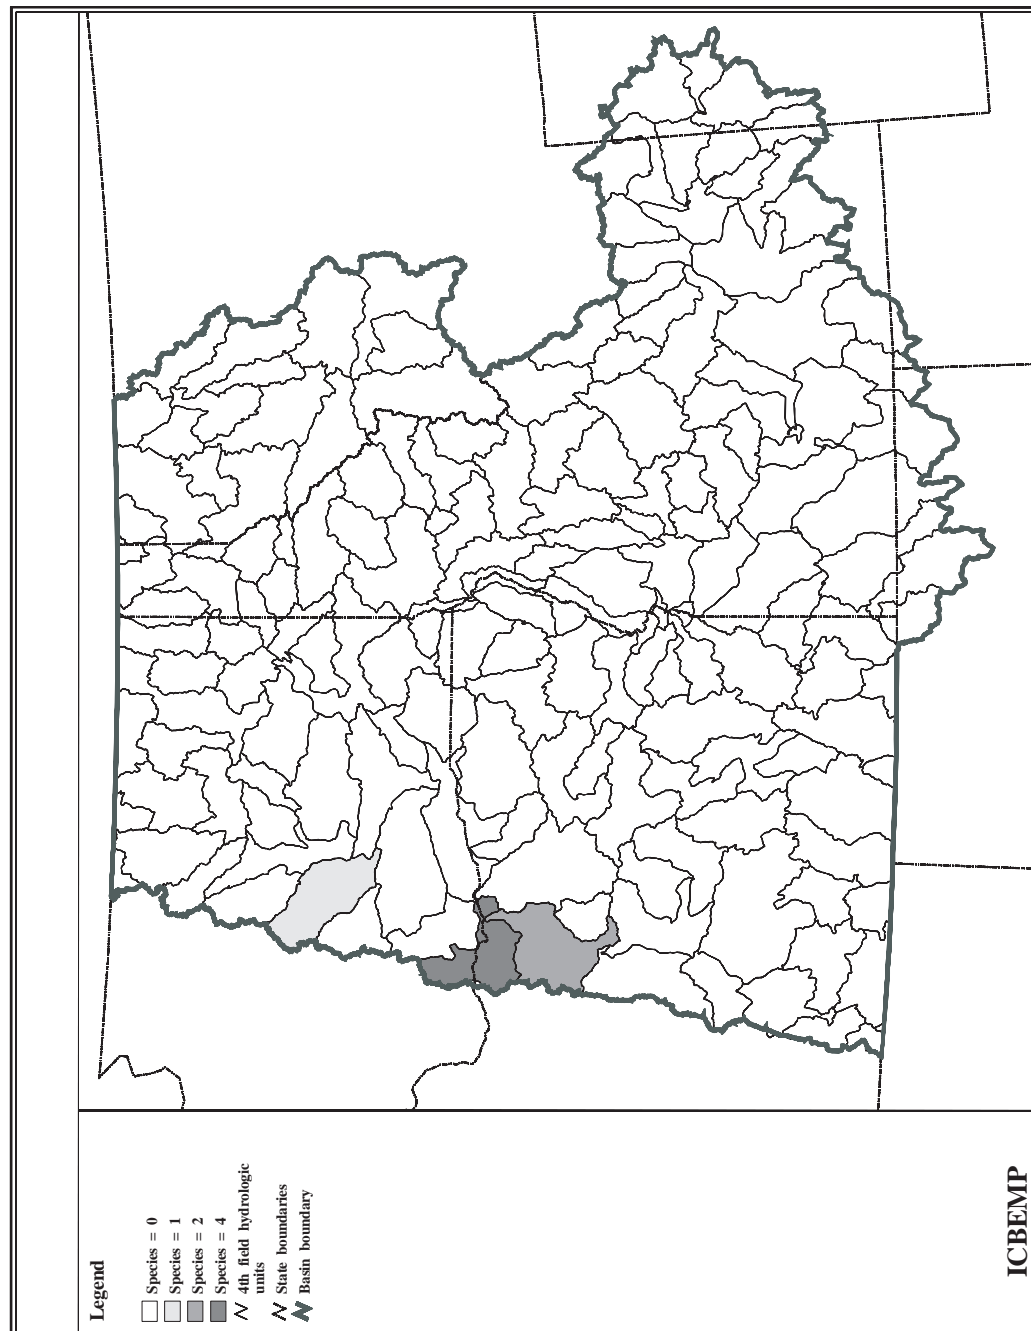 Legend
Species = 0
Species = 1
Species = 2
Species = 4
4th field hydrologic
units
State boundaries
Basin boundary
ICBEMP